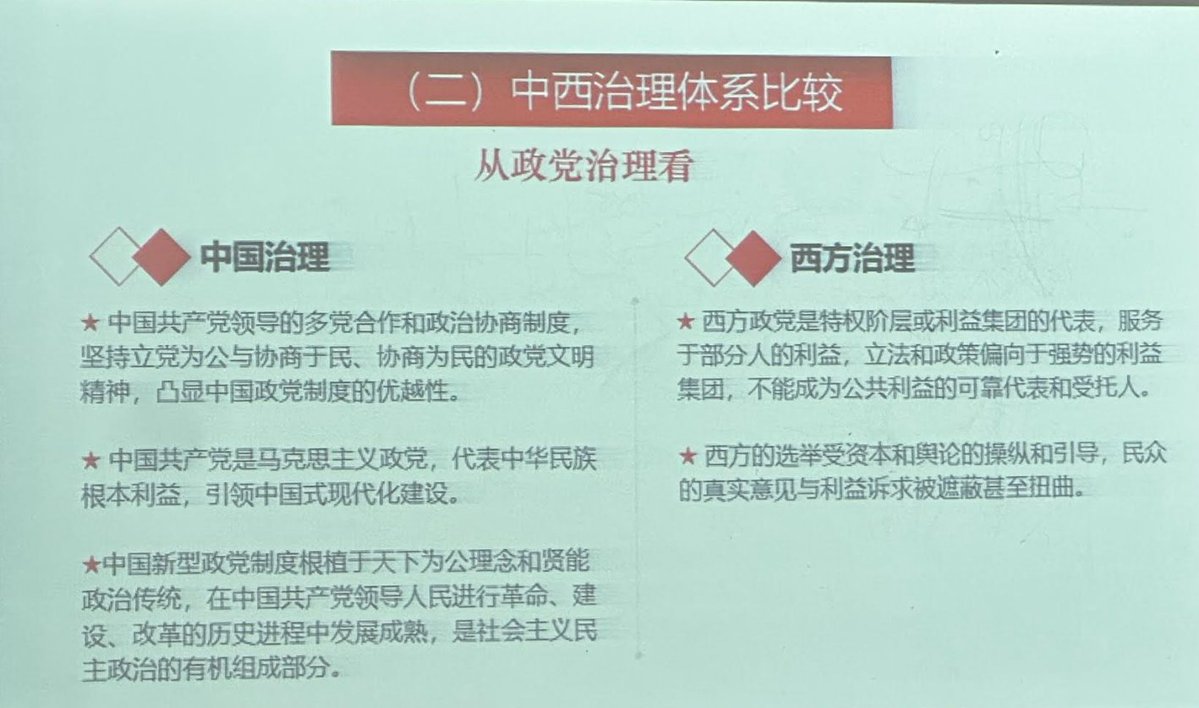 （二）中西治理体系比较
从政党治理看
中国治理
★ 中国共产党领导的多党合作和政治协商制度，
坚持立党为公与协商于民、协商为民的政党文明
精神，凸显中国政党制度的优越性。
★ 中国共产党是马克思主义政党，代表中华民族
根本利益，引领中国式现代化建设。
★中国新型政党制度根植于天下为公理念和贤能
政治传统，在中国共产党领导人民进行革命、建
设、改革的历史进程中发展成熟，是社会主义民
主政治的有机组成部分。
西方治理
★ 西方政党是特权阶层或利益集团的代表，服务
于部分人的利益，立法和政策偏向于强势的利益
集团，不能成为公共利益的可靠代表和受托人。
★ 西方的选举受资本和舆论的操纵和引导，民众
的真实意见与利益诉求被遮蔽甚至扭曲。